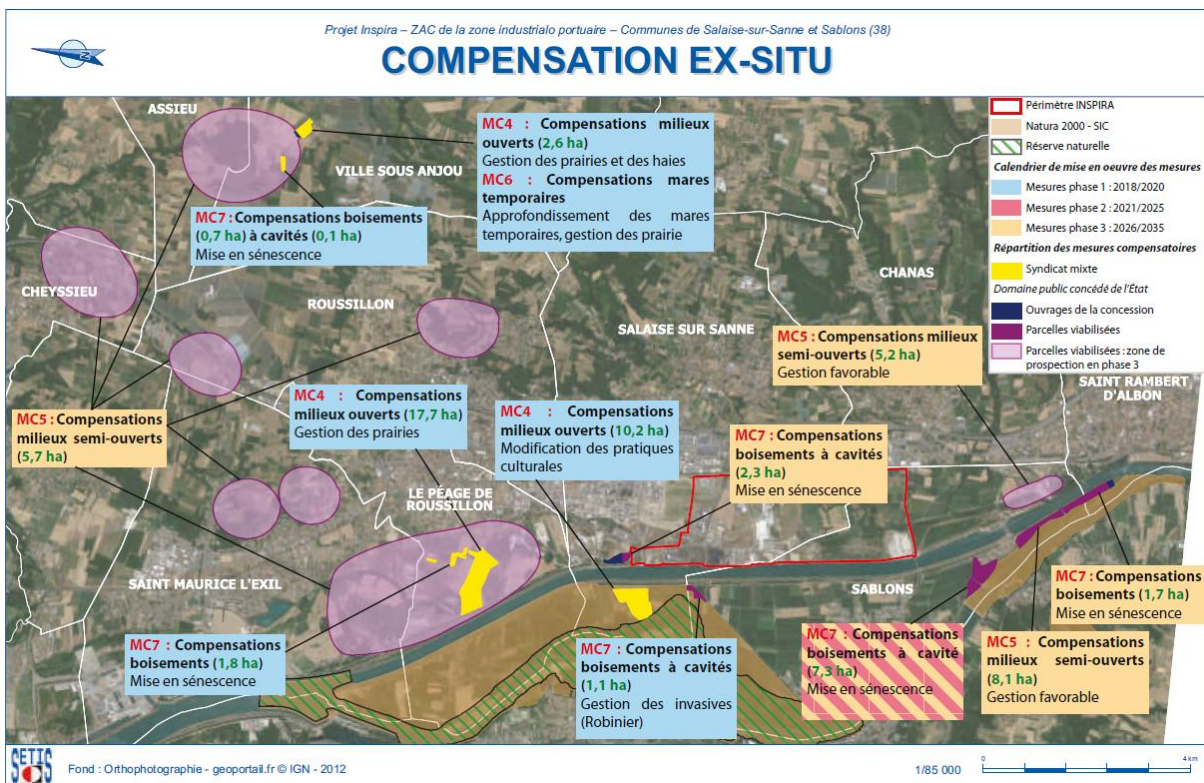 Projet Inspira – ZAC de la zone industrialo portuaire – Communes de Salaise-sur-Sanne et Sablons (38)
COMPENSATION EX-SITU
N
ASSIEU
VILLE SOUS ANJOU
CHEYSSIEU
ROUSSILLON
SALAISE SUR SANNE
CHANAS
SAINT RAMBERT
D'ALBON
LE PÉAGE DE
ROUSSILLON
SAINT MAURICE L'EXIL
SABLONS
MC4 : Compensations milieux
ouverts (2,6 ha)
Gestion des prairies et des haies
MC6 : Compensations mares
temporaires
Approfondissement des mares
temporaires, gestion des prairie
MC7 : Compensations boisements
(0,7 ha) à cavités (0,1 ha)
Mise en sénescence
MC5 : Compensations milieux
semi-ouverts (5,2 ha)
Gestion favorable
MC5 : Compensations
milieux semi-ouverts
(5,7 ha)
MC4 : Compensations
milieux ouverts (17,7 ha)
Gestion des prairies
MC4 : Compensations
milieux ouverts (10,2 ha)
Modification des pratiques
culturales
MC7 : Compensations
boisements à cavités
(2,3 ha)
Mise en sénescence
MC7 : Compensations
boisements (1,8 ha)
Mise en sénescence
MC7 : Compensations
boisements à cavités
(1,1 ha)
Gestion des invasives
(Robinier)
MC7 : Compensations
boisements à cavité
(7,3 ha)
Mise en sénescence
MC5 : Compensations
milieux semi-ouverts
(8,1 ha)
Gestion favorable
MC7 : Compensations
boisements (1,7 ha)
Mise en sénescence
Périmètre INSPIRA
Natura 2000 - SIC
Réserve naturelle
Calendrier de mise en oeuvre des mesures
Mesures phase 1 : 2018/2020
Mesures phase 2 : 2021/2025
Mesures phase 3 : 2026/2035
Répartition des mesures compensatoires
Syndicat mixte
Domaine public concédé de l'État
Ouvrages de la concession
Parcelles viabilisées
Parcelles viabilisées : zone de
prospection en phase 3
SETIS
Fond : Orthophotographie - geoportail.fr © IGN - 2012
1/85 000
0 4 km